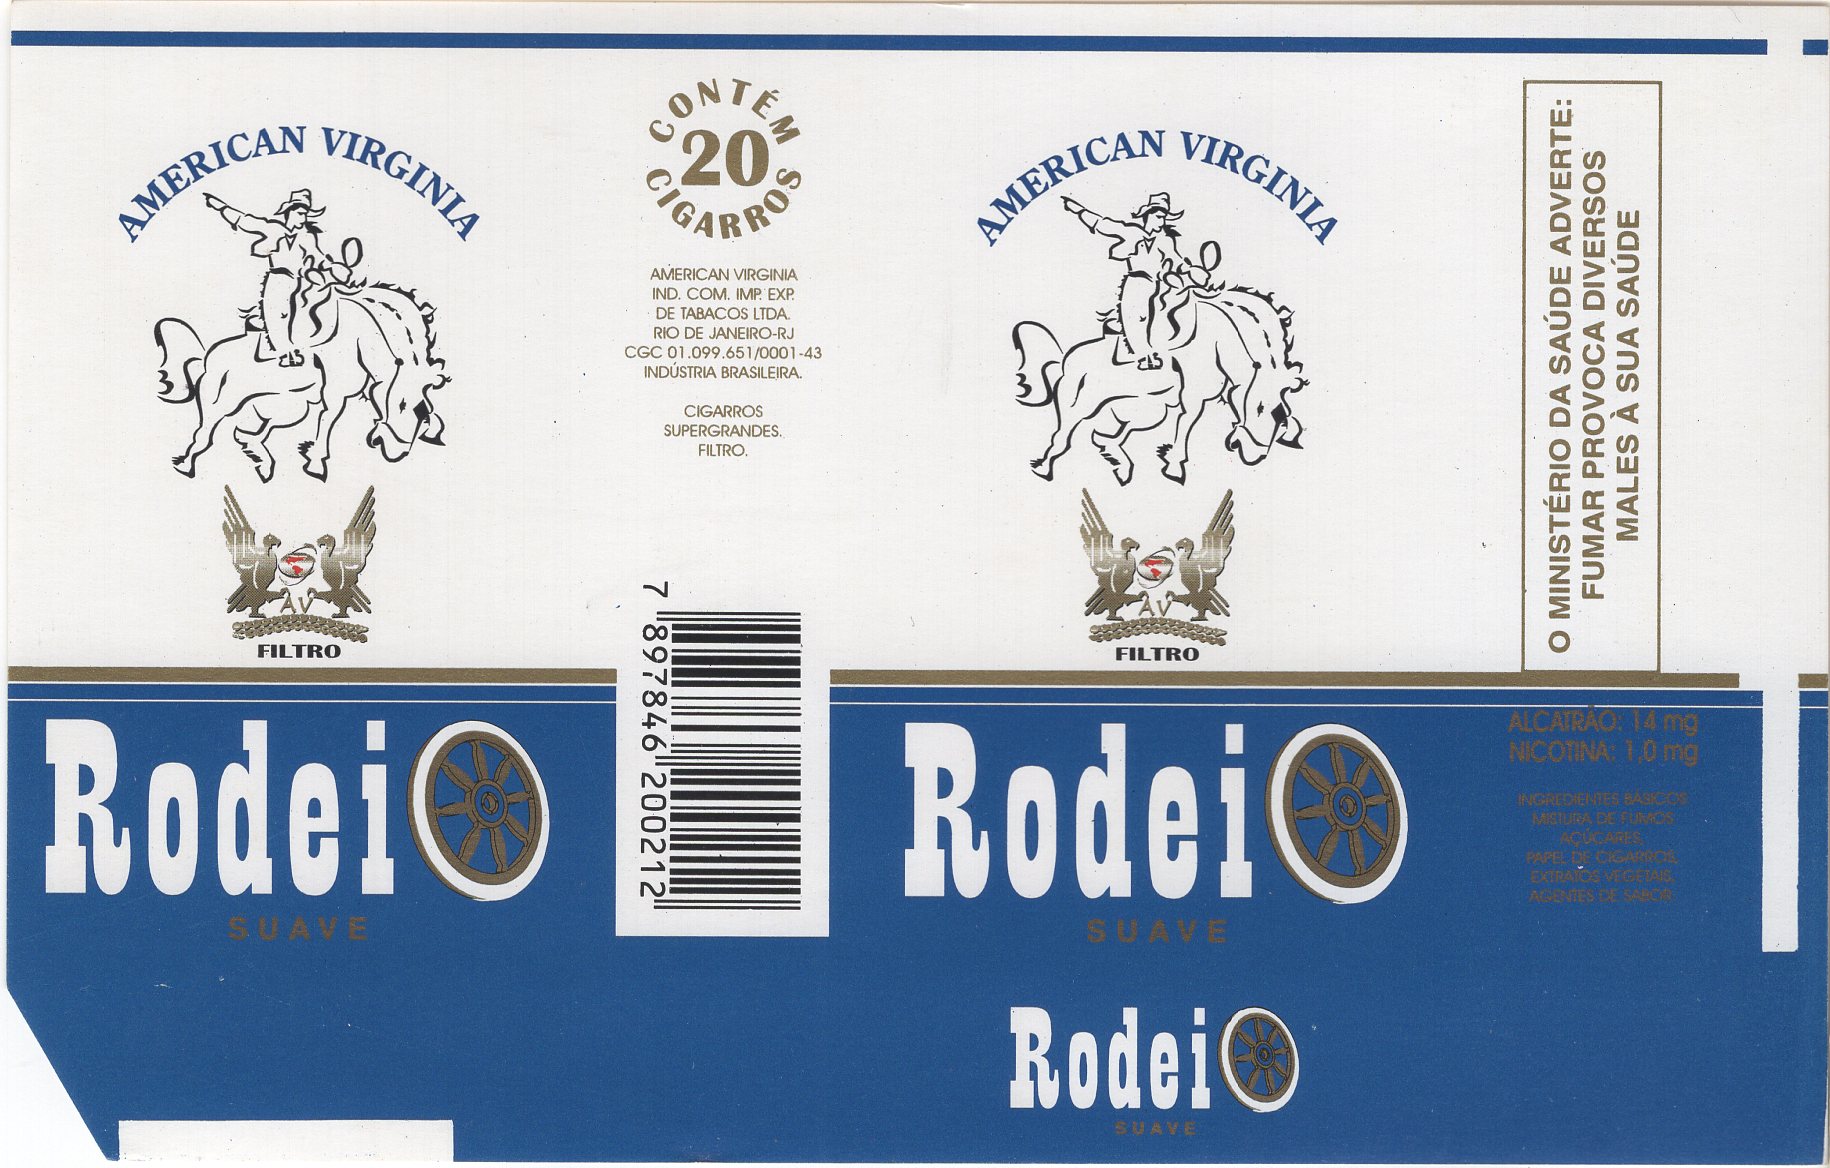 AMERICAN VIRGINIA
AV
FILTRO
Rodeio
SUAVE
CONTÉM
20
CIGARROS
AMERICAN VIRGINIA
IND. COM. IMP. EXP.
DE TABACOS LTDA.
RIO DE JANEIRO-RJ
CGC 01.099.651/0001-43
INDÚSTRIA BRASILEIRA.
CIGARROS
SUPERGRANDES.
FILTRO.
7 897846 200212
AMERICAN VIRGINIA
AV
FILTRO
Rodeio
SUAVE
Rodeio
SUAVE
O MINISTÉRIO DA SAÚDE ADVERTE:
FUMAR PROVOCA DIVERSOS
MALES À SUA SAÚDE
ALCATRÃO: 14 mg
NICOTINA: 1,0 mg
INGREDIENTES BÁSICOS
MISTURA DE FUMOS
AÇÚCARES,
PAPEL DE CIGARROS,
EXTRATOS VEGETAIS,
AGENTES DE SABOR.